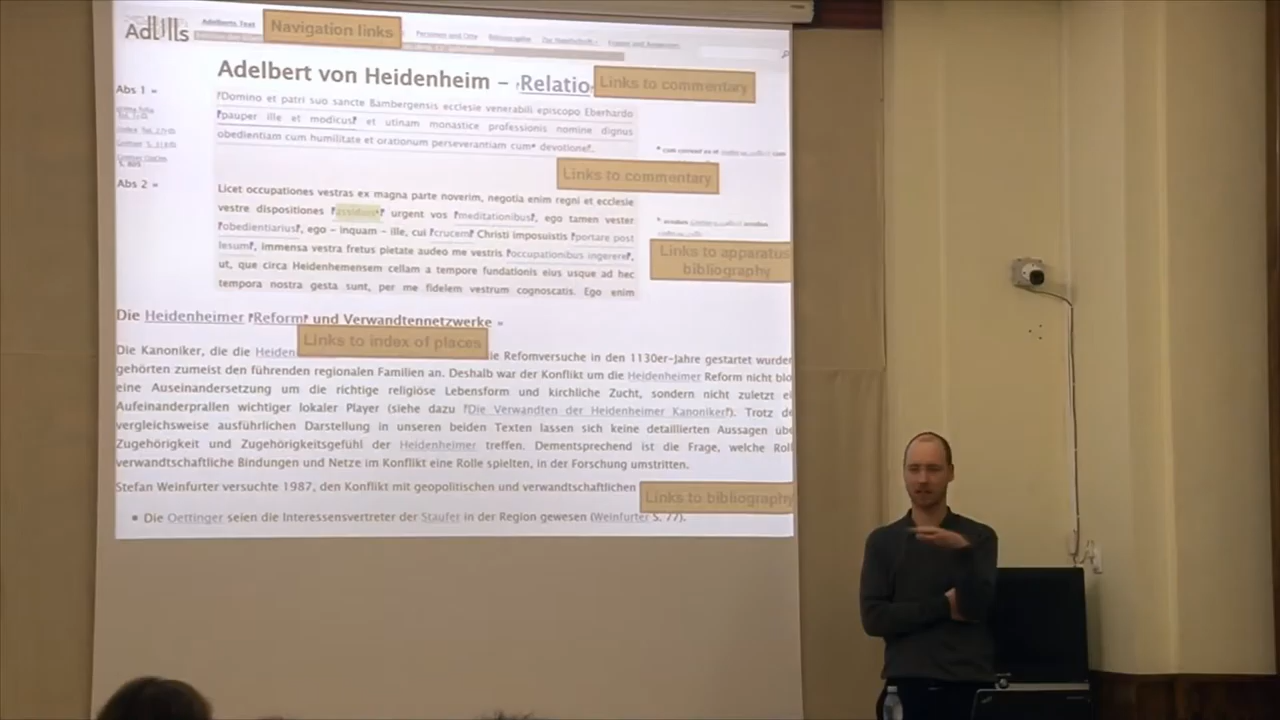 AdUlls
Adelberts Text
Navigation links
Personen und Orte
Adelbert von Heidenheim – ⸢Relatio
Links to commentary
Abs 1 »
⸢Domino et patri suo sancte Bambergensis ecclesie venerabili episcopo Eberhardo
⸢pauper ille et modicus⸣ et utinam monastice professionis nomine dignus
obedientiam cum humilitate et orationum perseverantiam cum* devotione⸣.
Links to commentary
Abs 2 »
Licet occupationes vestras ex magna parte noverim, negotia enim regni et ecclesie
vestre dispositiones urgent vos ⸢meditationibus⸣, ego tamen vester
⸢obedientiarius⸣, ego – inquam – ille, cui ⸢crucem⸣ Christi imposuistis ⸢portare post
Iesum⸣, immensa vestra fretus pietate audeo me vestris ⸢occupationibus ingerere⸣,
ut, que circa Heidenhemensem cellam a tempore fundationis eius usque ad hec
tempora nostra gesta sunt, per me fidelem vestrum cognoscatis. Ego enim
Links to apparatus
bibliography
Die Heidenheimer ⸢Reform⸣ und Verwandtennetzwerke »
Links to index of places
Die Kanoniker, die die Heiden ie Refomversuche in den 1130er-Jahre gestartet wurden
gehörten zumeist den führenden regionalen Familien an. Deshalb war der Konflikt um die Heidenheimer Reform nicht blo
eine Auseinandersetzung um die richtige religiöse Lebensform und kirchliche Zucht, sondern nicht zuletzt ei
Aufeinanderprallen wichtiger lokaler Player (siehe dazu ⸢Die Verwandten der Heidenheimer Kanoniker⸣). Trotz de
vergleichsweise ausführlichen Darstellung in unseren beiden Texten lassen sich keine detaillierten Aussagen übe
Zugehörigkeit und Zugehörigkeitsgefühl der Heidenheimer treffen. Dementsprechend ist die Frage, welche Roll
verwandtschaftliche Bindungen und Netze im Konflikt eine Rolle spielten, in der Forschung umstritten.
Stefan Weinfurter versuchte 1987, den Konflikt mit geopolitischen und verwandtschaftlichen
Links to bibliography
▪ Die Oettinger seien die Interessensvertreter der Staufer in der Region gewesen (Weinfurter S. 77).